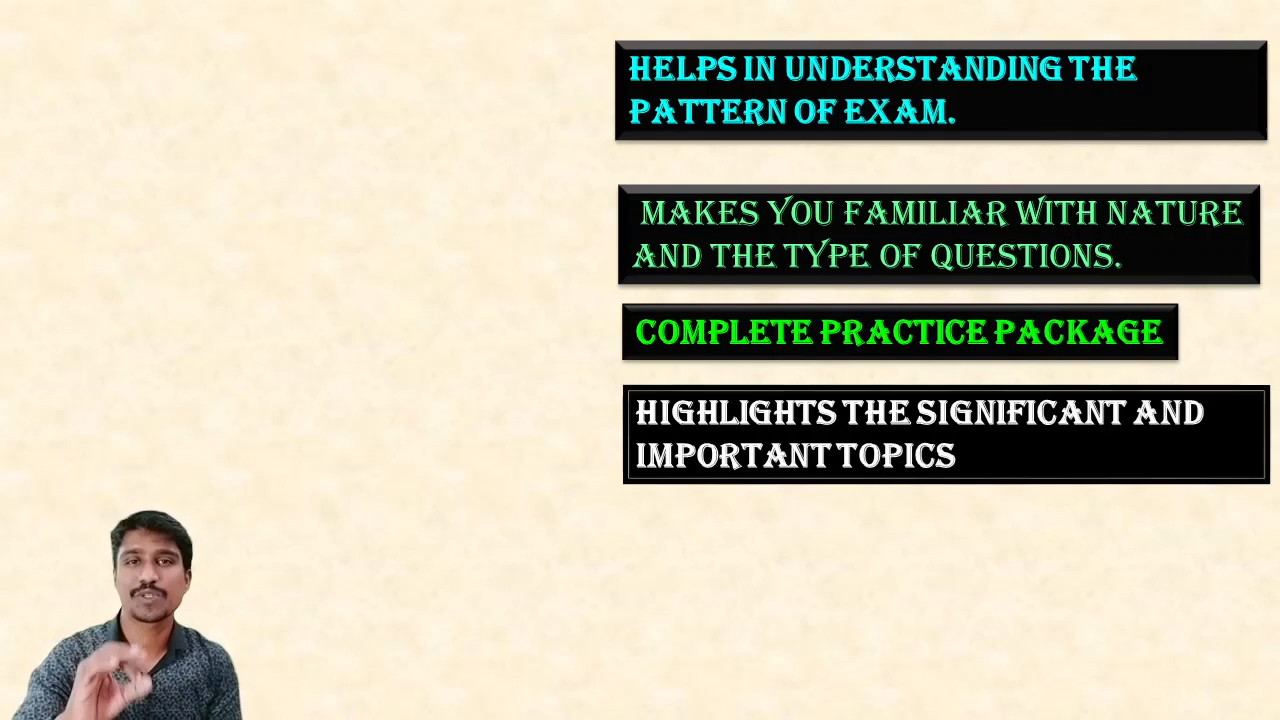 HELPS IN UNDERSTANDING THE
PATTERN OF EXAM.
MAKES YOU FAMILIAR WITH NATURE
AND THE TYPE OF QUESTIONS.
COMPLETE PRACTICE PACKAGE
HIGHLIGHTS THE SIGNIFICANT AND
IMPORTANT TOPICS